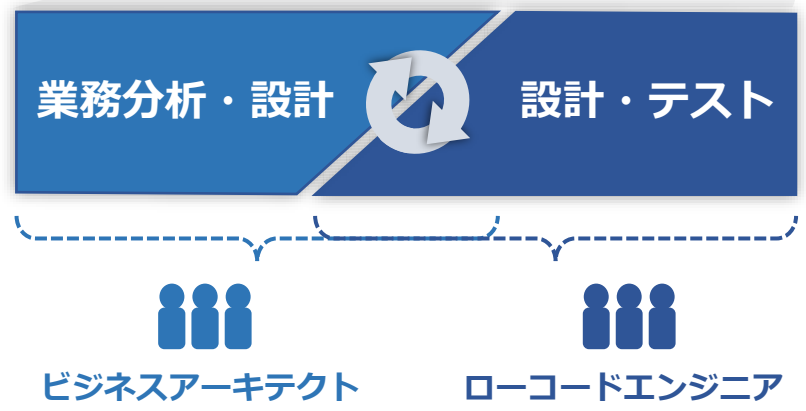 業務分析・設計
設計・テスト
ビジネスアーキテクト
ローコードエンジニア